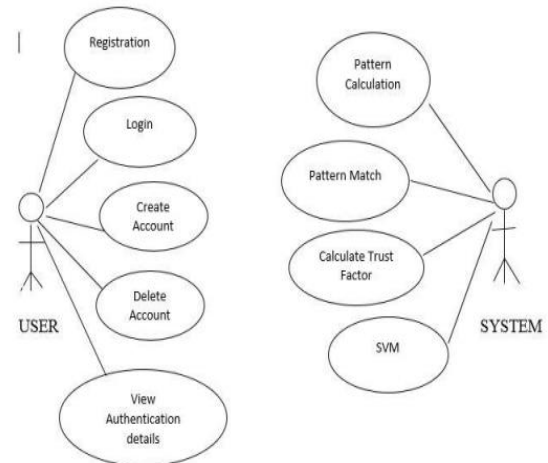 Registration
Login
Create
Account
Delete
Account
View
Authentication
details
USER
Pattern
Calculation
Pattern Match
Calculate Trust
Factor
SVM
SYSTEM